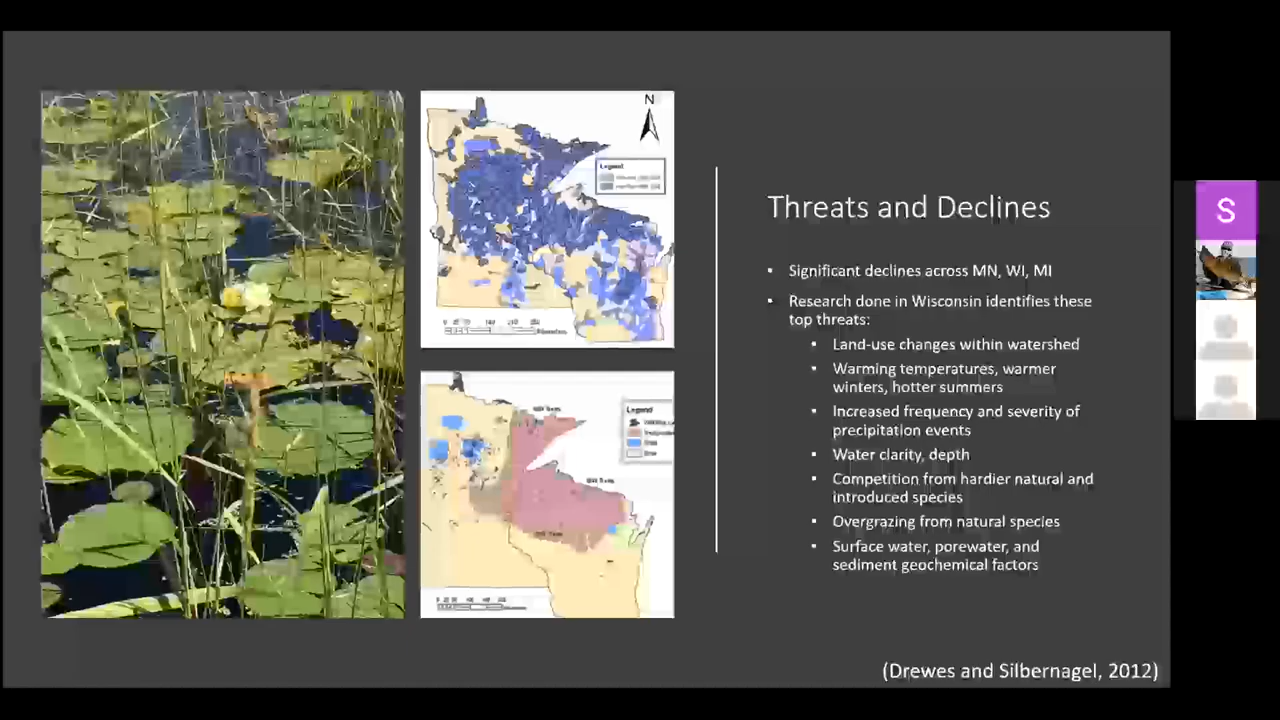 N
Legend
Legend
Threats and Declines
• Significant declines across MN, WI, MI
• Research done in Wisconsin identifies these
top threats:
▪ Land-use changes within watershed
▪ Warming temperatures, warmer
winters, hotter summers
▪ Increased frequency and severity of
precipitation events
▪ Water clarity, depth
▪ Competition from hardier natural and
introduced species
▪ Overgrazing from natural species
▪ Surface water, porewater, and
sediment geochemical factors
(Drewes and Silbernagel, 2012)
S